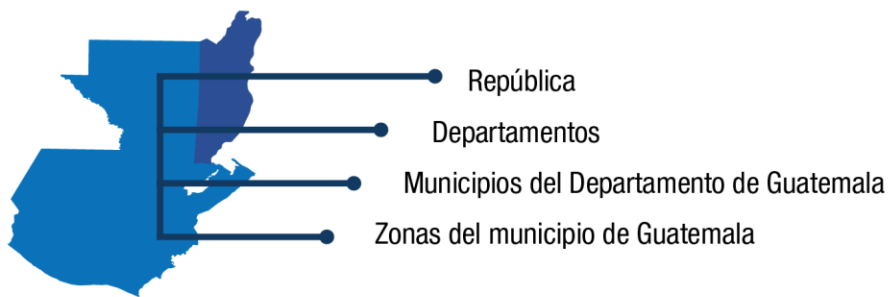 República
Departamentos
Municipios del Departamento de Guatemala
Zonas del municipio de Guatemala